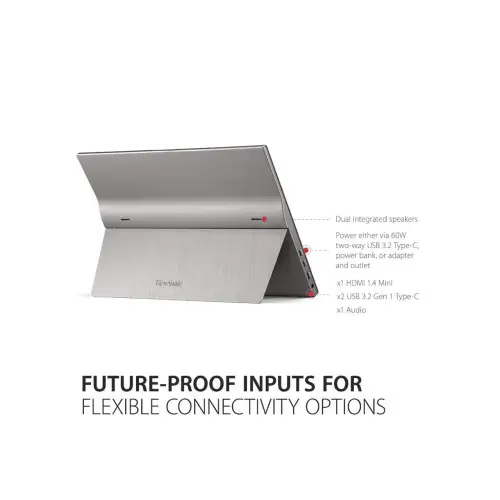 Dual integrated speakers
Power either via 60W
two-way USB 3.2 Type-C,
power bank, or adapter
and outlet
x1 HDMI 1.4 Mini
x2 USB 3.2 Gen 1 Type-C
x1 Audio
ViewSonic
FUTURE-PROOF INPUTS FOR
FLEXIBLE CONNECTIVITY OPTIONS